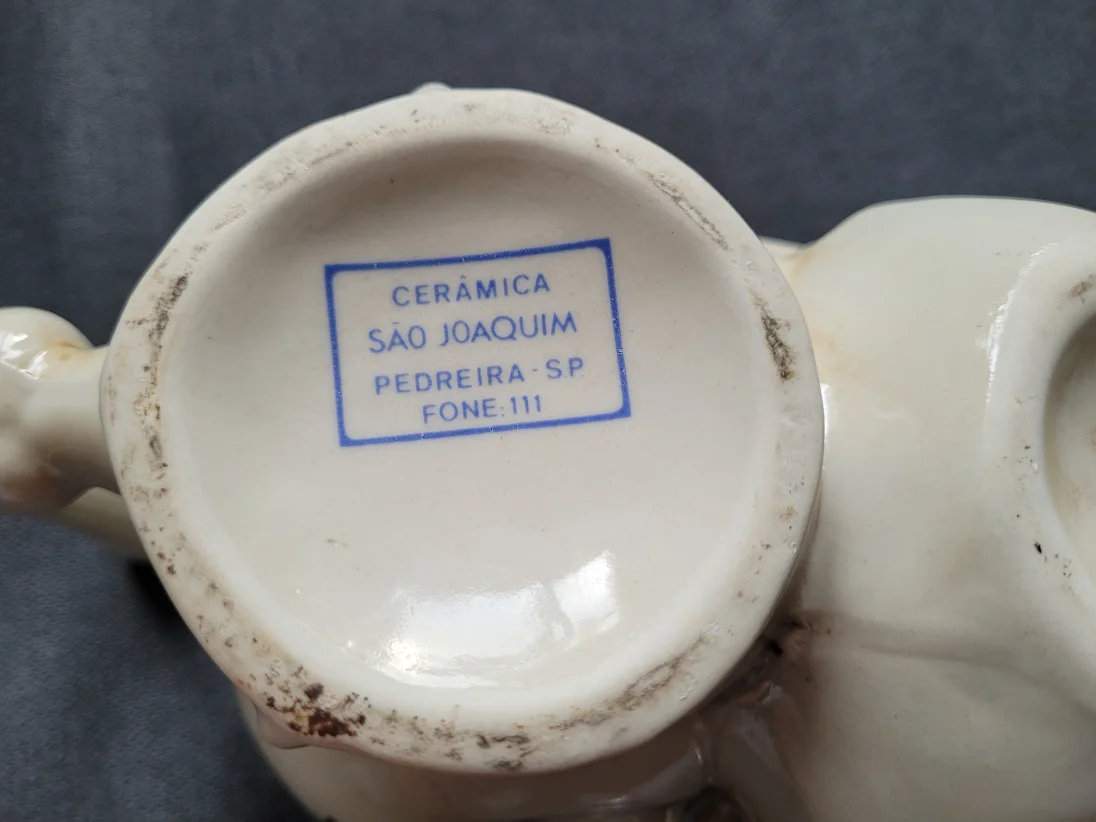 CERÂMICA
SÃO JOAQUIM
PEDREIRA - S.P
FONE: 111